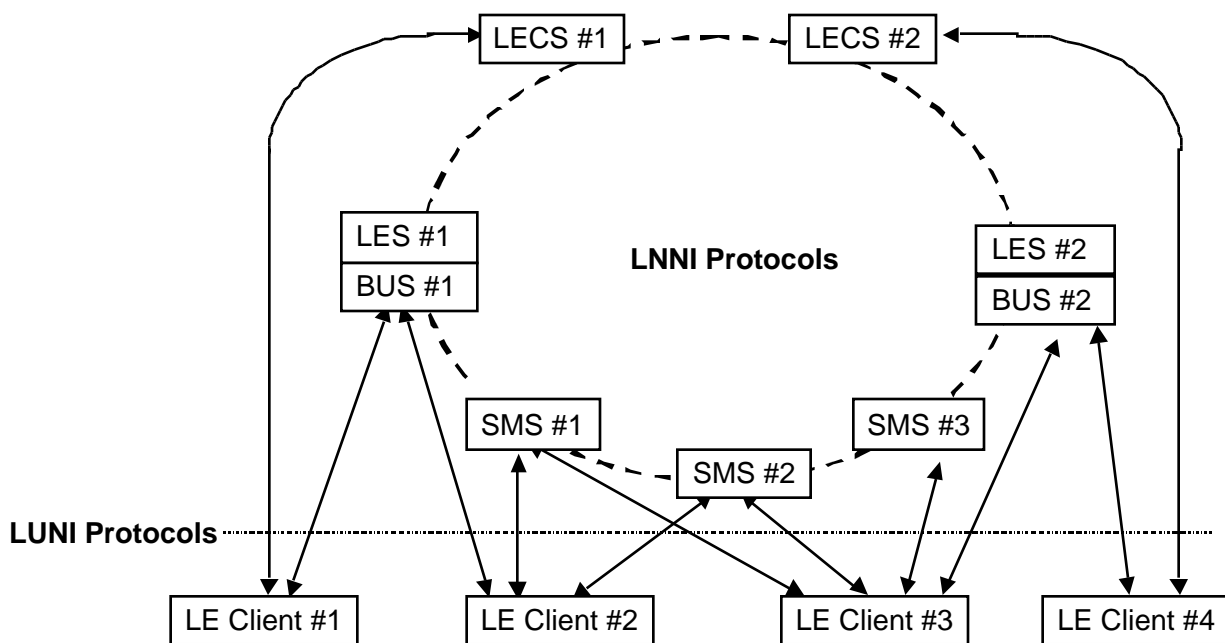 LECS #1
LECS #2
LES #1
BUS #1
LNNI Protocols
LES #2
BUS #2
SMS #1
SMS #2
SMS #3
LUNI Protocols
LE Client #1
LE Client #2
LE Client #3
LE Client #4